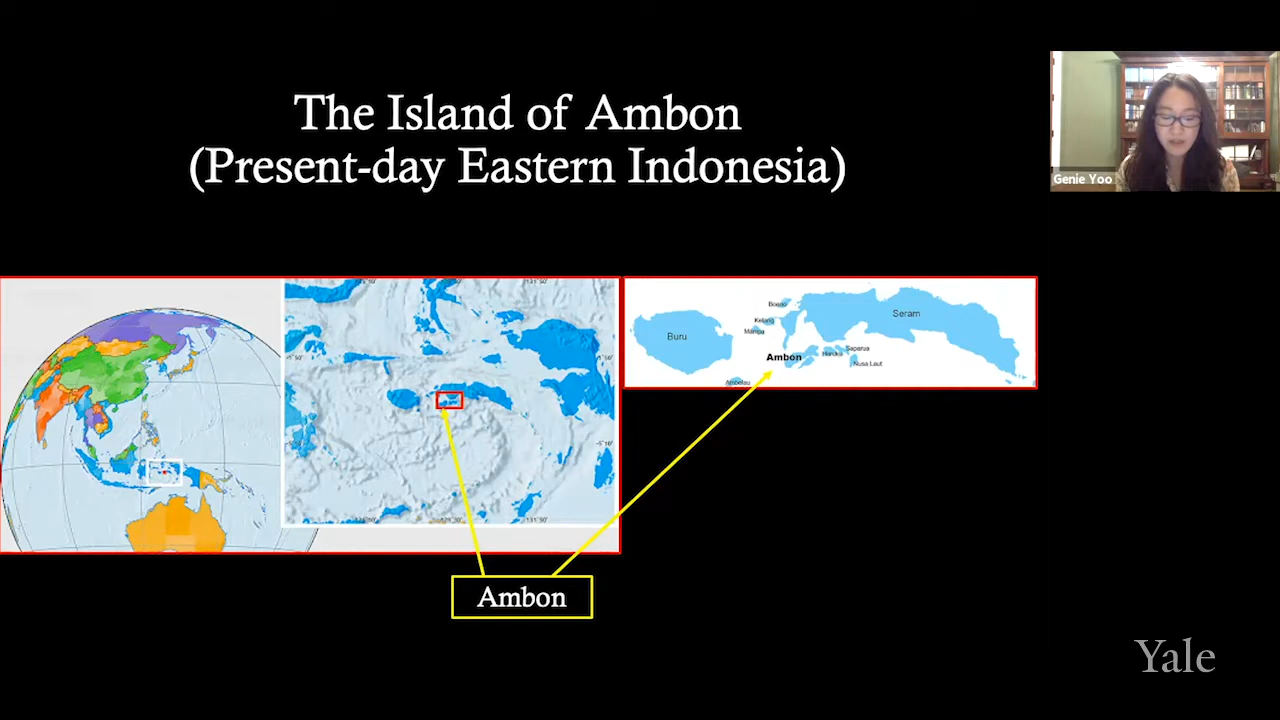 The Island of Ambon
(Present-day Eastern Indonesia)
Genie Yoo
Buru
Boano
Kelang
Manipa
Ambon
Ambelau
Seram
Haruku
Saparua
Nusa Laut
Ambon
Yale